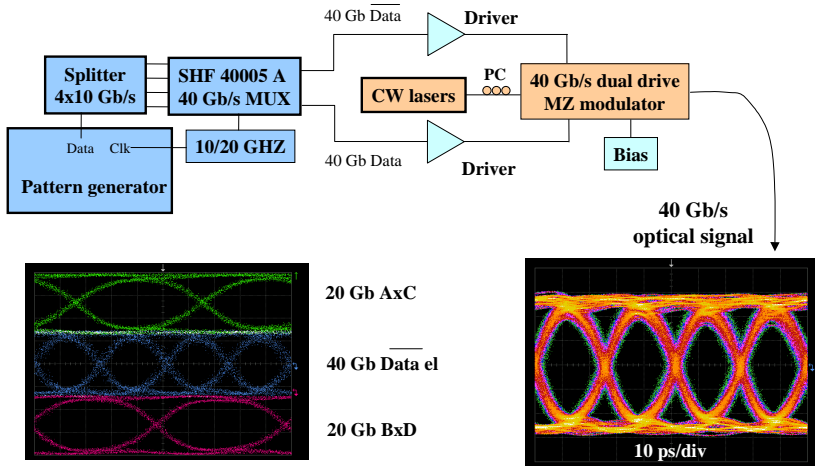 40 Gb Data
Driver
Splitter
4x10 Gb/s
SHF 40005 A
40 Gb/s MUX
PC
CW lasers
40 Gb/s dual drive
MZ modulator
Data
Clk
10/20 GHZ
40 Gb Data
Driver
Bias
Pattern generator
40 Gb/s
optical signal
20 Gb AxC
40 Gb Data el
20 Gb BxD
10 ps/div